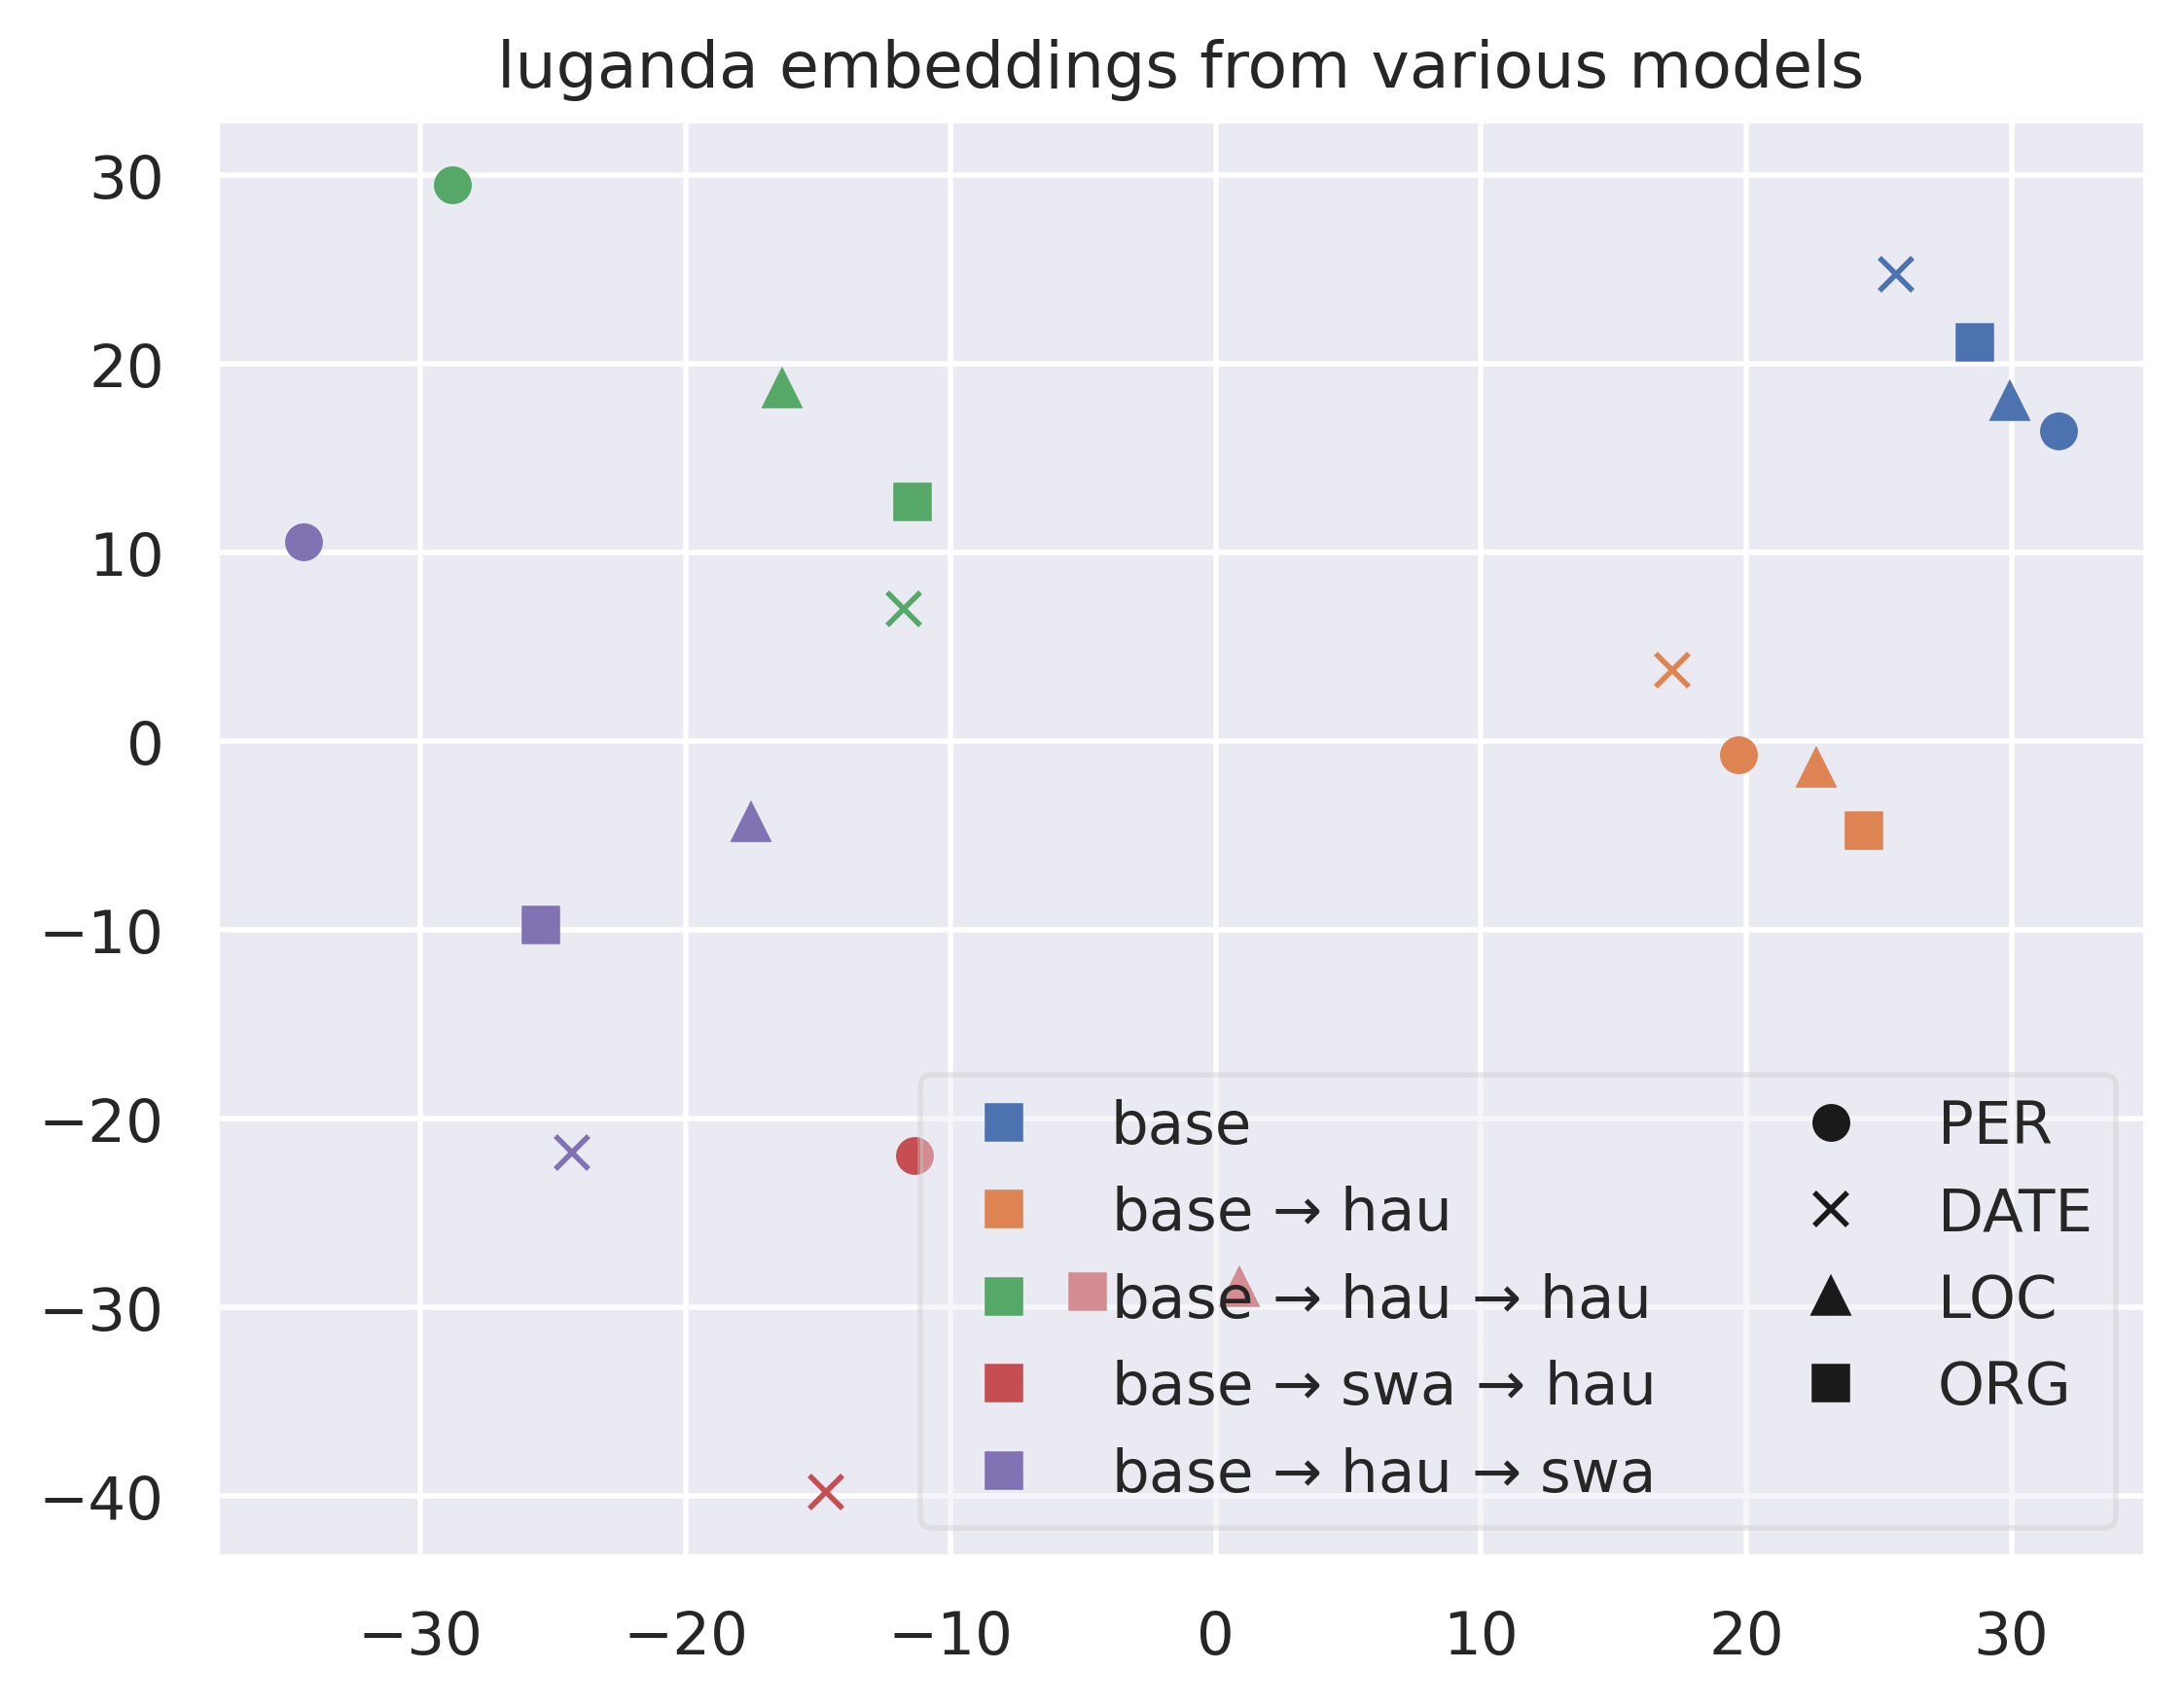 luganda embeddings from various models
30
20
10
0
−10
−20
−30
−40
base
base → hau
base → hau → hau
base → swa → hau
base → hau → swa
PER
DATE
LOC
ORG
−30 −20 −10 0 10 20 30